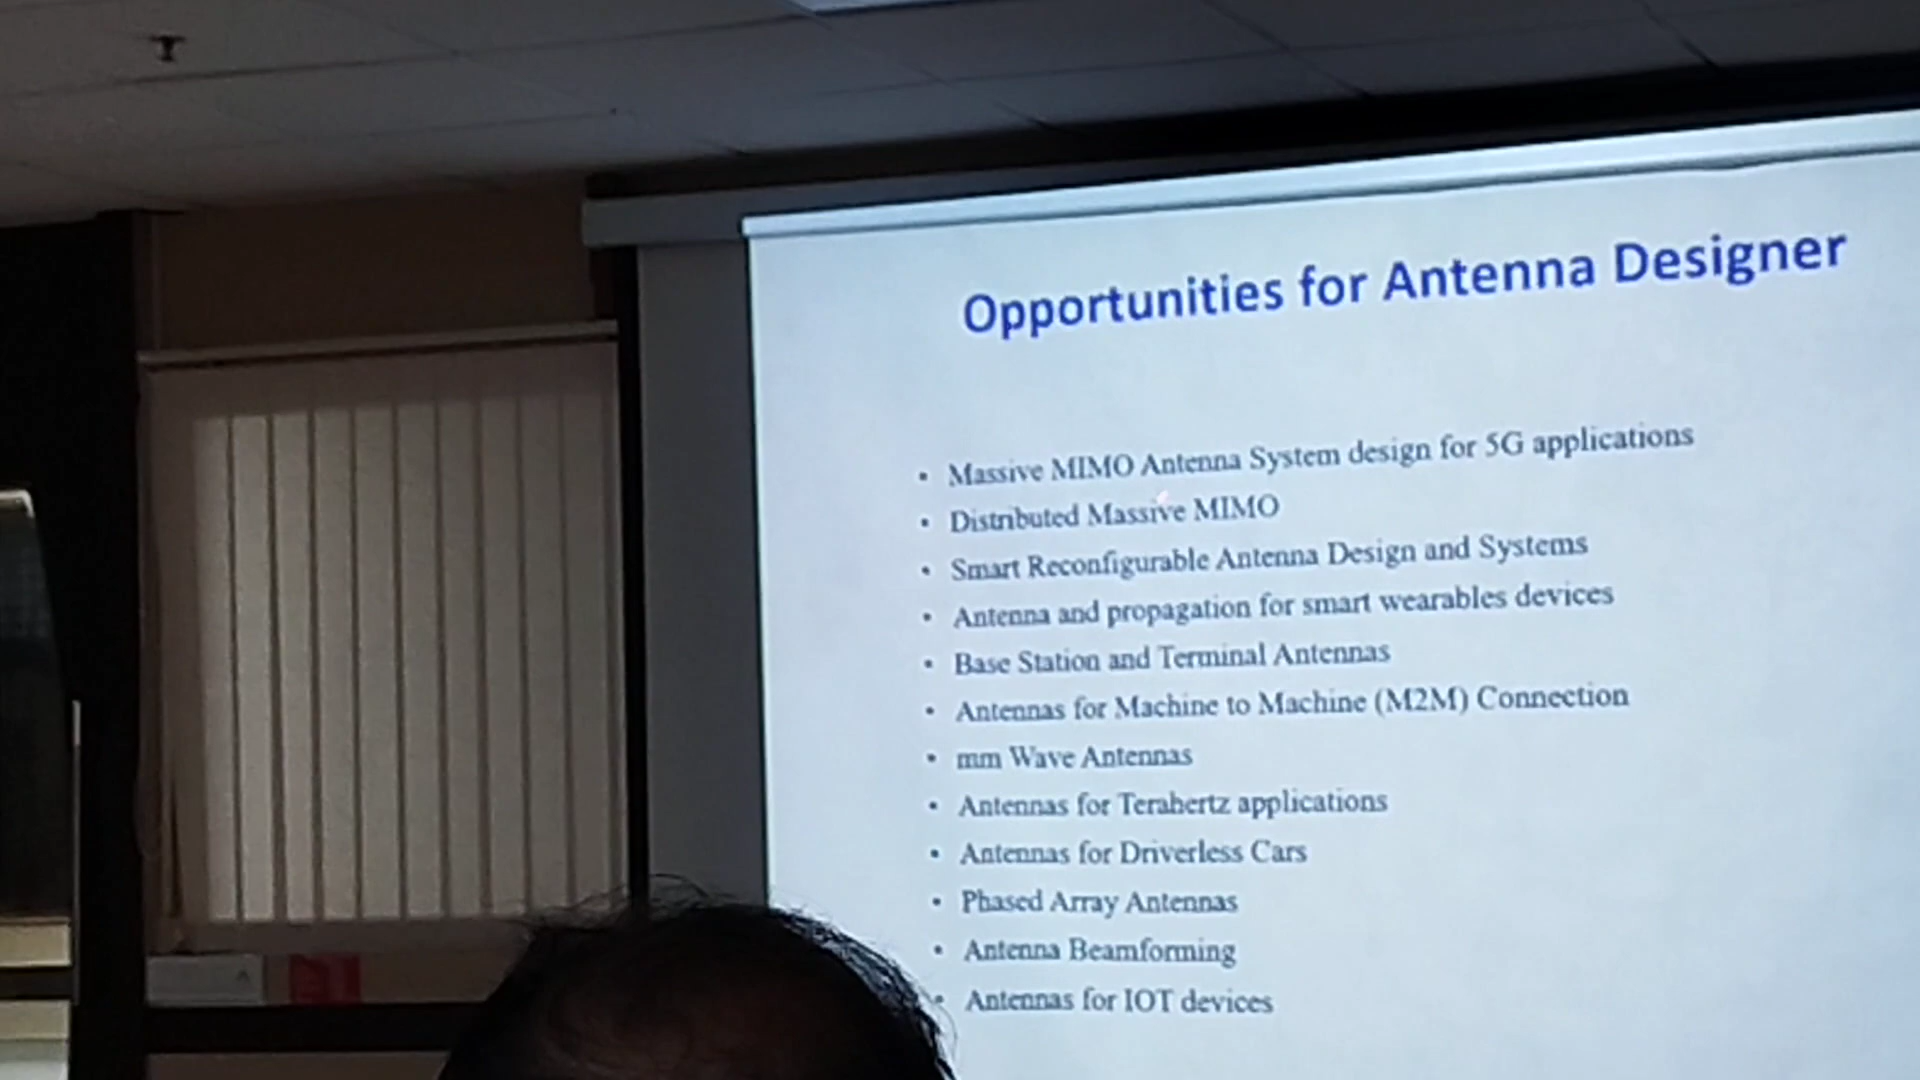 Opportunities for Antenna Designer
• Massive MIMO Antenna System design for 5G applications
• Distributed Massive MIMO
• Smart Reconfigurable Antenna Design and Systems
• Antenna and propagation for smart wearables devices
• Base Station and Terminal Antennas
• Antennas for Machine to Machine (M2M) Connection
• mm Wave Antennas
• Antennas for Terahertz applications
• Antennas for Driverless Cars
• Phased Array Antennas
• Antenna Beamforming
• Antennas for IOT devices